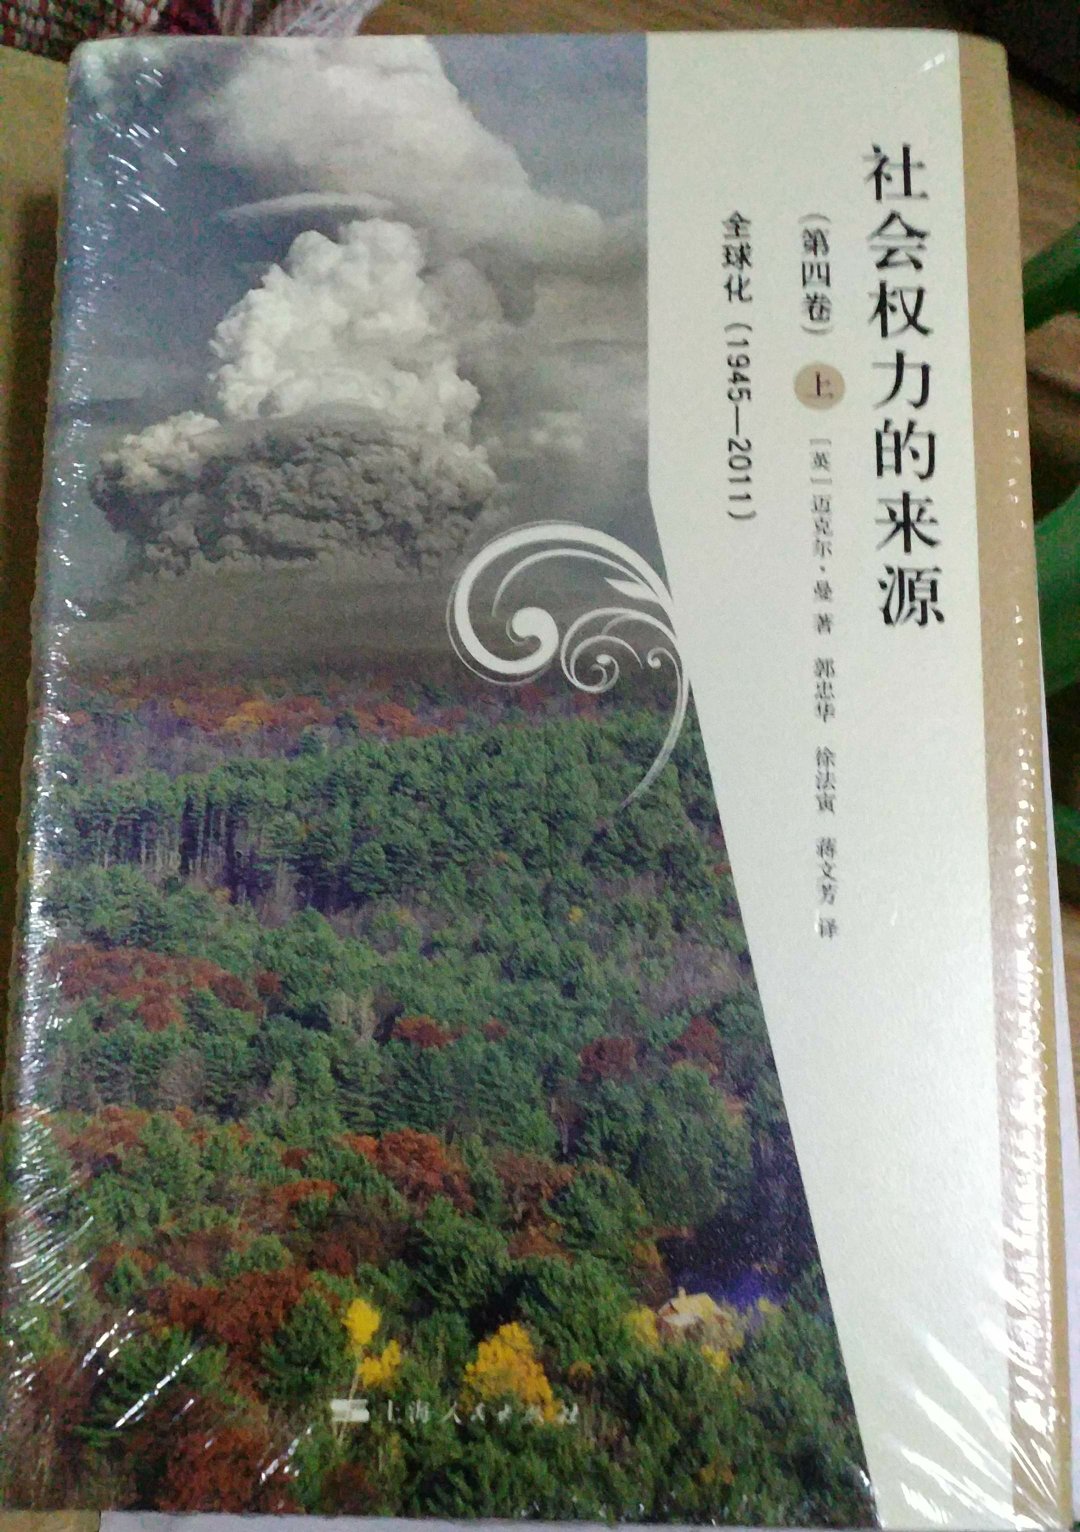 社会权力的来源
（第四卷）上
[英]迈克尔·曼 著 郭忠华 徐法寅 蒋文芳 译
全球化（1945—2011）
上海人民出版社